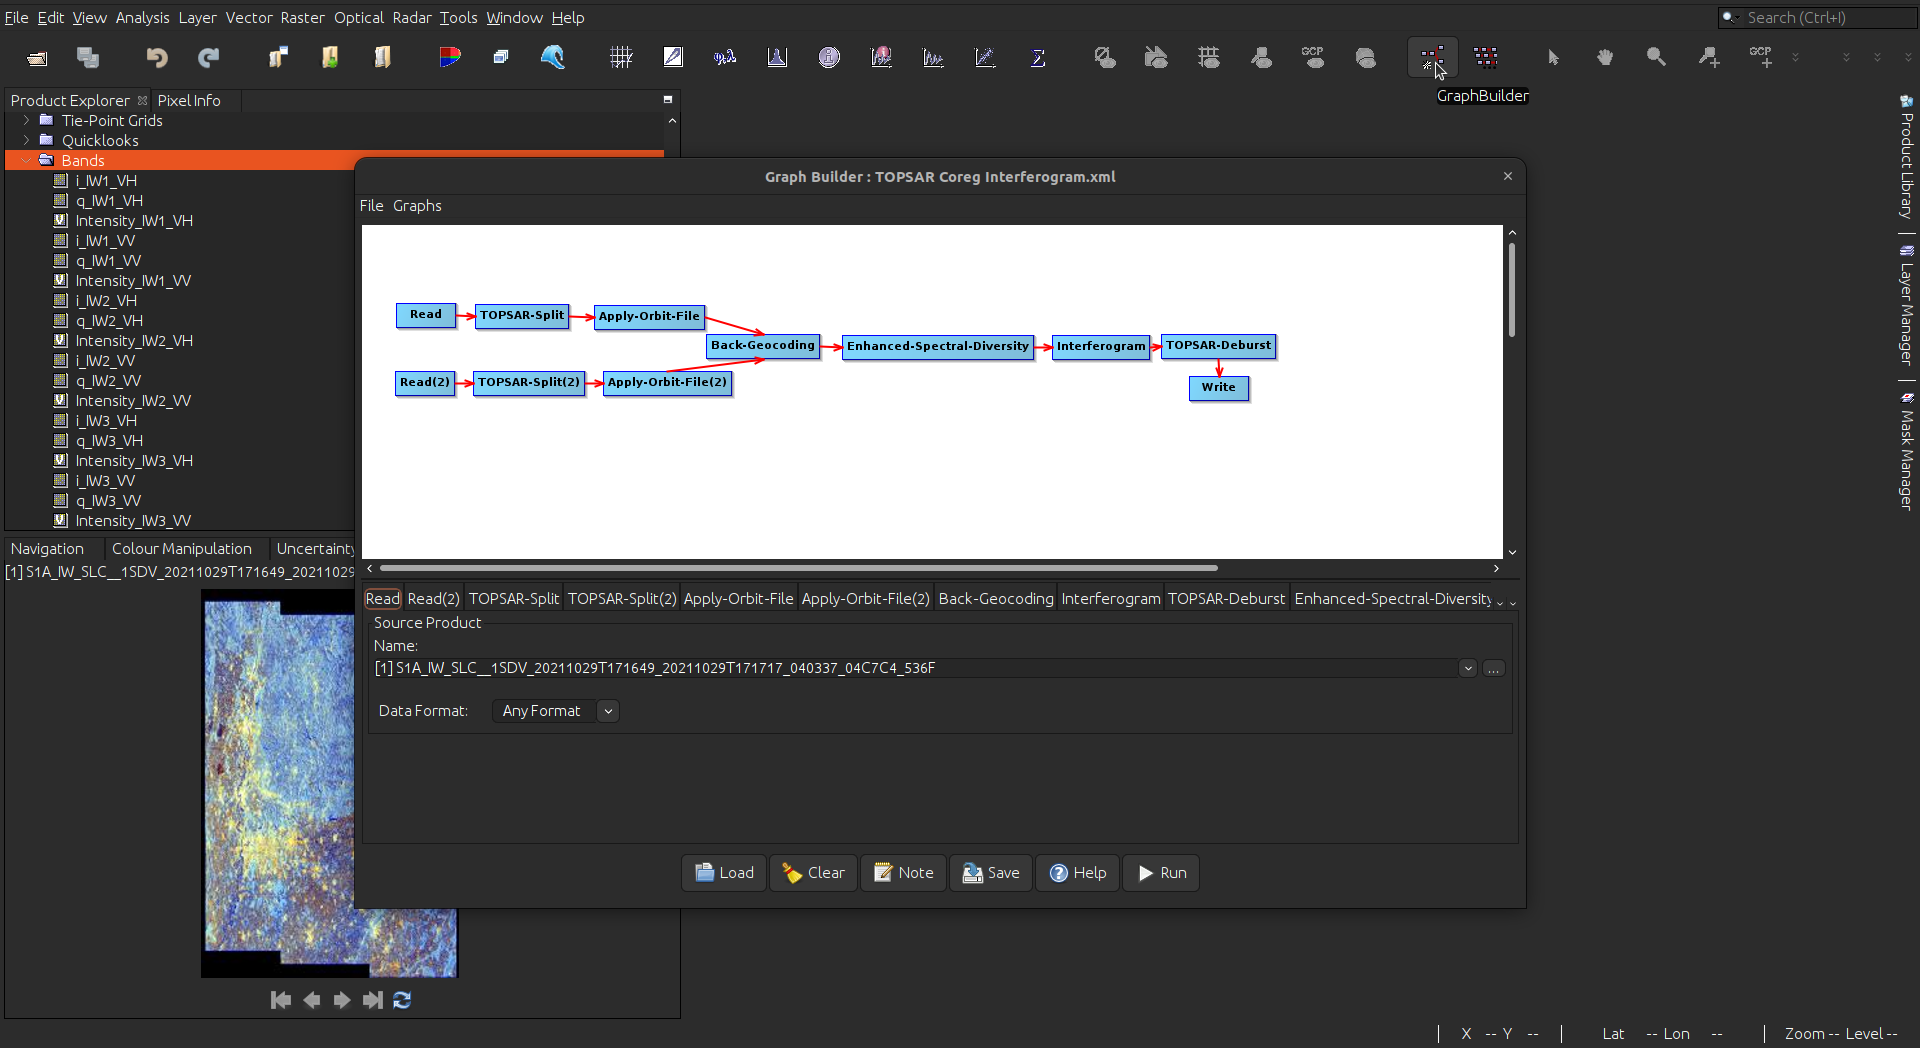 File Edit View Analysis Layer Vector Raster Optical Radar Tools Window Help
Search (Ctrl+I)
GCP
GCP
GraphBuilder
Product Explorer
Pixel Info
Tie-Point Grids
Quicklooks
Bands
i_IW1_VH
q_IW1_VH
Intensity_IW1_VH
i_IW1_VV
q_IW1_VV
Intensity_IW1_VV
i_IW2_VH
q_IW2_VH
Intensity_IW2_VH
i_IW2_VV
q_IW2_VV
Intensity_IW2_VV
i_IW3_VH
q_IW3_VH
Intensity_IW3_VH
i_IW3_VV
q_IW3_VV
Intensity_IW3_VV
Navigation
Colour Manipulation
Uncertainty
[1] S1A_IW_SLC__1SDV_20211029T171649_20211029
Graph Builder : TOPSAR Coreg Interferogram.xml
File Graphs
Read
TOPSAR-Split
Apply-Orbit-File
Back-Geocoding
Enhanced-Spectral-Diversity
Interferogram
TOPSAR-Deburst
Read(2)
TOPSAR-Split(2)
Apply-Orbit-File(2)
Write
Read
Read(2)
TOPSAR-Split
TOPSAR-Split(2)
Apply-Orbit-File
Apply-Orbit-File(2)
Back-Geocoding
Interferogram
TOPSAR-Deburst
Enhanced-Spectral-Diversity
Source Product
Name:
[1] S1A_IW_SLC__1SDV_20211029T171649_20211029T171717_040337_04C7C4_536F
...
Data Format:
Any Format
Load
Clear
Note
Save
Help
Run
Product Library
Layer Manager
Mask Manager
X -- Y --
Lat -- Lon --
Zoom -- Level --